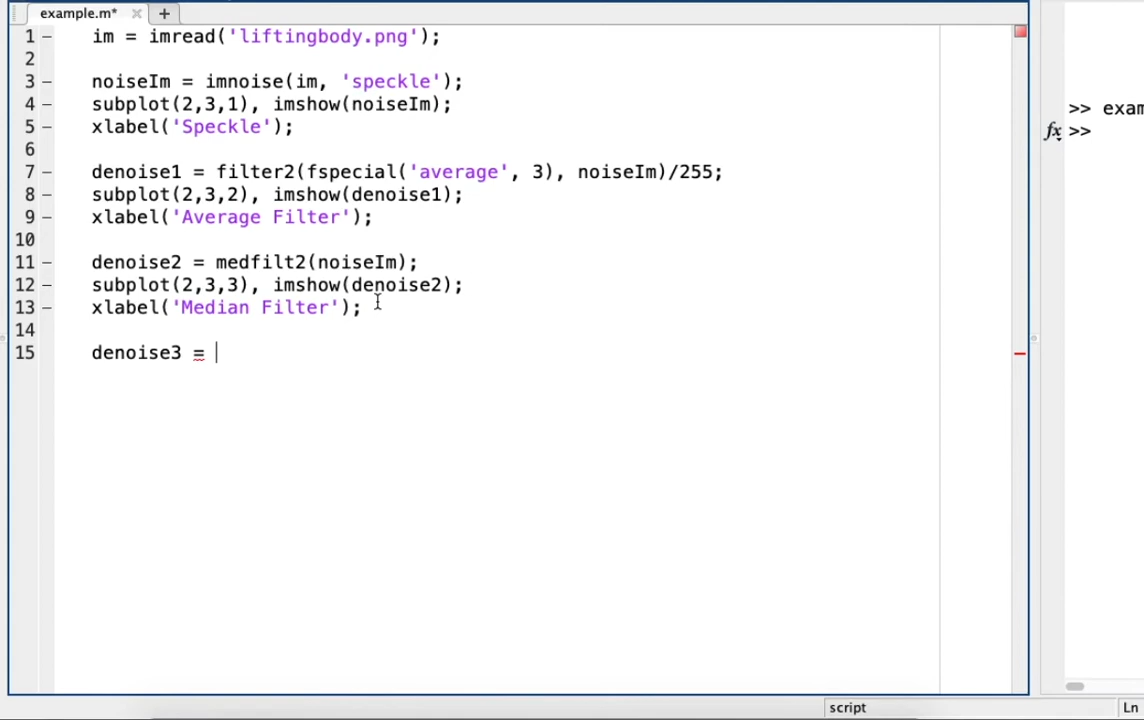 example.m* × +
1 – im = imread('liftingbody.png');
2
3 – noiseIm = imnoise(im, 'speckle');
4 – subplot(2,3,1), imshow(noiseIm);
5 – xlabel('Speckle');
6
7 – denoise1 = filter2(fspecial('average', 3), noiseIm)/255;
8 – subplot(2,3,2), imshow(denoise1);
9 – xlabel('Average Filter');
10
11 – denoise2 = medfilt2(noiseIm);
12 – subplot(2,3,3), imshow(denoise2);
13 – xlabel('Median Filter');
14
15 denoise3 =
>> exam
fx >>
script Ln